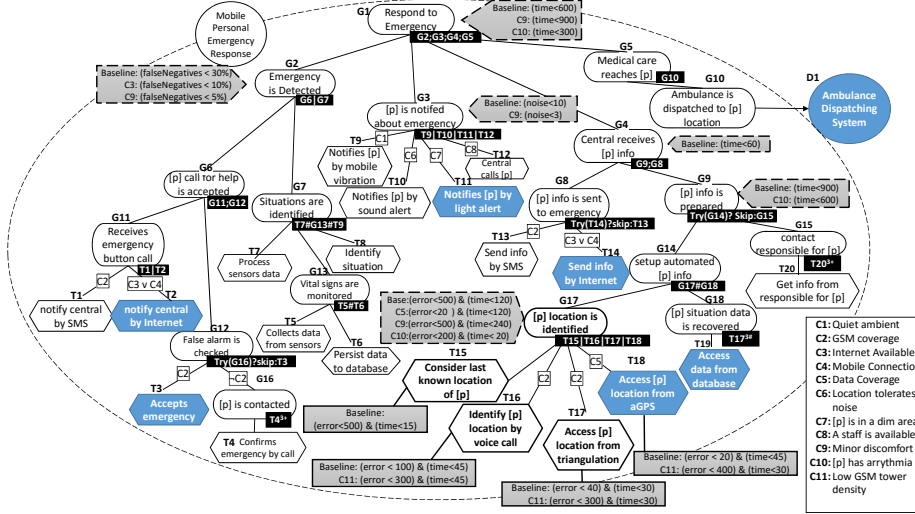 Mobile
Personal
Emergency
Response
G1
Respond to
Emergency
G2;G3;G4;G5
Baseline: (time<600)
C9: (time<900)
C10: (time<300)
G5
Medical care
reaches [p]
G10
G10
Ambulance is
dispatched to [p]
location
D1
Ambulance
Dispatching
System
Baseline: (falseNegatives < 30%)
C3: (falseNegatives < 10%)
C9: (falseNegatives < 5%)
G2
Emergency
is Detected
G6 | G7
G3
[p] is notifed
about emergency
T9 | T10 | T11 | T12
Baseline: (noise<10)
C9: (noise<3)
G4
Central receives
[p] info
G9;G8
Baseline: (time<60)
C1
C6
C7
C8
T9
Notifies [p]
by mobile
vibration
T10
Notifies [p] by
sound alert
T11
Notifies [p] by
light alert
T12
Central
calls [p]
G6
[p] call for help
is accepted
G11;G12
G7
Situations are
identified
T7#G13#T9
G8
[p] info is sent
to emergency
Try(T14)?skip:T13
G9
[p] info is
prepared
Try(G14)? Skip:G15
Baseline: (time<900)
C10: (time<600)
G11
Receives
emergency
button call
T1 | T2
C2
C3 v C4
T1
notify central
by SMS
T2
notify central
by Internet
T7
Process
sensors data
T8
Identify
situation
G13
Vital signs are
monitored
T5#T6
T5
Collects data
from sensors
T6
Persist data
to database
C2
C3 v C4
T13
Send info
by SMS
T14
Send info
by Internet
G14
setup automated
[p] info
G17#G18
G15
contact
responsible for [p]
T20³⁺
T20
Get info from
responsible for [p]
G12
False alarm is
checked
Try(G16)?skip:T3
C2
¬C2
T3
Accepts
emergency
G16
[p] is contacted
T4³⁺
T4 Confirms
emergency by call
Base:(error<500) & (time<120)
C5:(error<20 ) & (time<120)
C9:(error<500) & (time<240)
C10:(error<200) & (time< 20)
G17
[p] location is
identified
T15 | T16 | T17 | T18
G18
[p] situation data
is recovered
T17³#
T19
Access
data from
database
C2
C2
C5
T15
Consider last
known location
of [p]
T16
Identify [p]
location by
voice call
T17
Access [p]
location from
triangulation
T18
Access [p]
location from
aGPS
Baseline:
(error<500) & (time<15)
Baseline: (error < 100) & (time<45)
C11: (error < 300) & (time<45)
Baseline: (error < 40) & (time<30)
C11: (error < 300) & (time<30)
Baseline: (error < 20) & (time<45)
C11: (error < 400) & (time<30)
C1: Quiet ambient
C2: GSM coverage
C3: Internet Available
C4: Mobile Connectio
C5: Data Coverage
C6: Location tolerates
noise
C7: [p] is in a dim area
C8: A staff is available
C9: Minor discomfort
C10: [p] has arrythmia
C11: Low GSM tower
density